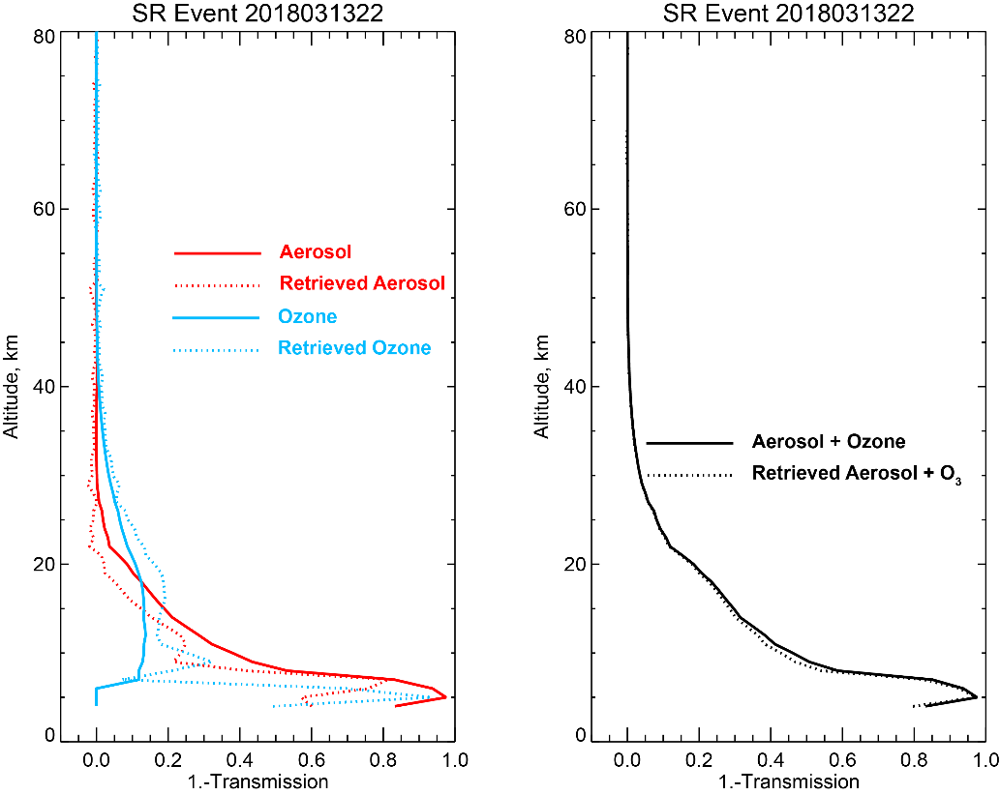 SR Event 2018031322
80
60
40
20
0
Altitude, km
Aerosol
Retrieved Aerosol
Ozone
Retrieved Ozone
0.0 0.2 0.4 0.6 0.8 1.0
1.-Transmission
SR Event 2018031322
80
60
40
20
0
Altitude, km
Aerosol + Ozone
Retrieved Aerosol + O₃
0.0 0.2 0.4 0.6 0.8 1.0
1.-Transmission